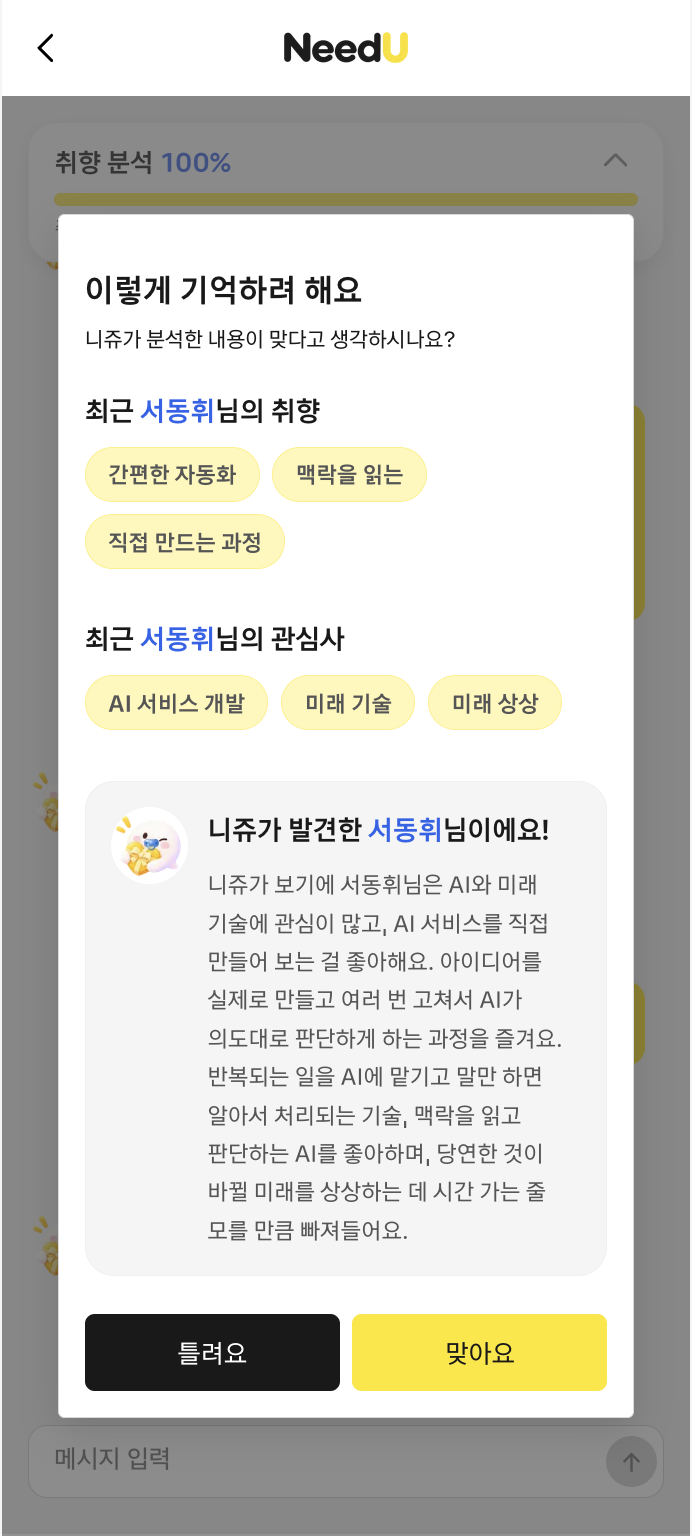 NeedU
취향 분석 100%
이렇게 기억하려 해요
니쥬가 분석한 내용이 맞다고 생각하시나요?
최근 서동휘님의 취향
간편한 자동화
맥락을 읽는
직접 만드는 과정
최근 서동휘님의 관심사
AI 서비스 개발
미래 기술
미래 상상
니쥬가 발견한 서동휘님이에요!
니쥬가 보기에 서동휘님은 AI와 미래
기술에 관심이 많고, AI 서비스를 직접
만들어 보는 걸 좋아해요. 아이디어를
실제로 만들고 여러 번 고쳐서 AI가
의도대로 판단하게 하는 과정을 즐겨요.
반복되는 일을 AI에 맡기고 말만 하면
알아서 처리되는 기술, 맥락을 읽고
판단하는 AI를 좋아하며, 당연한 것이
바뀔 미래를 상상하는 데 시간 가는 줄
모를 만큼 빠져들어요.
틀려요
맞아요
메시지 입력